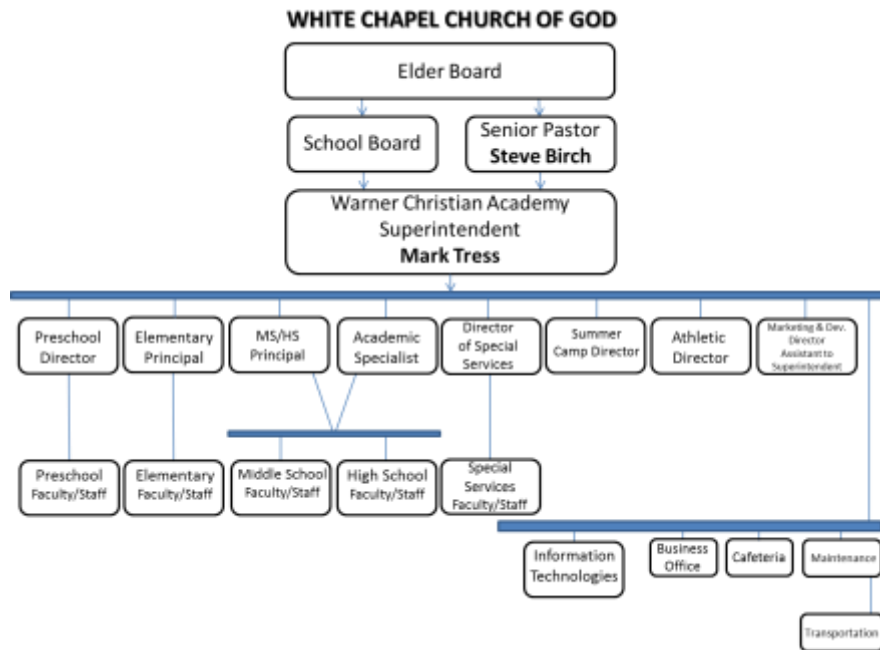 WHITE CHAPEL CHURCH OF GOD
Elder Board
School Board
Senior Pastor
Steve Birch
Warner Christian Academy
Superintendent
Mark Tress
Preschool
Director
Elementary
Principal
MS/HS
Principal
Academic
Specialist
Director
of Special
Services
Summer
Camp Director
Athletic
Director
Marketing & Dev.
Director
Assistant to
Superintendent
Preschool
Faculty/Staff
Elementary
Faculty/Staff
Middle School
Faculty/Staff
High School
Faculty/Staff
Special
Services
Faculty/Staff
Information
Technologies
Business
Office
Cafeteria
Maintenance
Transportation